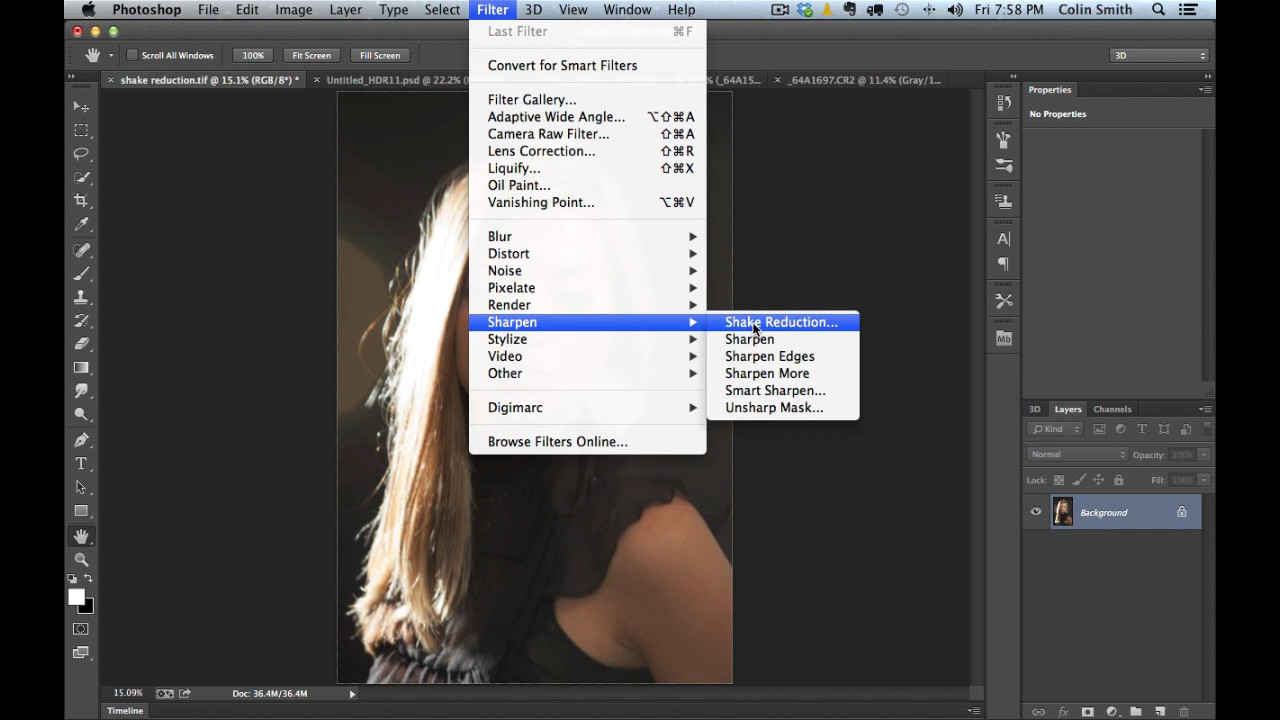 Photoshop File Edit Image Layer Type Select Filter 3D View Window Help Fri 7:58 PM Colin Smith
Scroll All Windows 100% Fit Screen Fill Screen 3D
× shake reduction.tif @ 15.1% (RGB/8*) * × Untitled_HDR11.psd @ 22.2% ( % (_64A15... × _64A1697.CR2 @ 11.4% (Gray/1...
Last Filter ⌘F
Convert for Smart Filters
Filter Gallery...
Adaptive Wide Angle... ⌥⇧⌘A
Camera Raw Filter... ⇧⌘A
Lens Correction... ⇧⌘R
Liquify... ⇧⌘X
Oil Paint...
Vanishing Point... ⌥⌘V
Blur
Distort
Noise
Pixelate
Render
Sharpen
Stylize
Video
Other
Digimarc
Browse Filters Online...
Shake Reduction...
Sharpen
Sharpen Edges
Sharpen More
Smart Sharpen...
Unsharp Mask...
Properties
No Properties
A|
Mb
3D Layers Channels
Kind
Normal Opacity: 100%
Lock: Fill: 100%
Background
T
15.09% Doc: 36.4M/36.4M
Timeline
fx